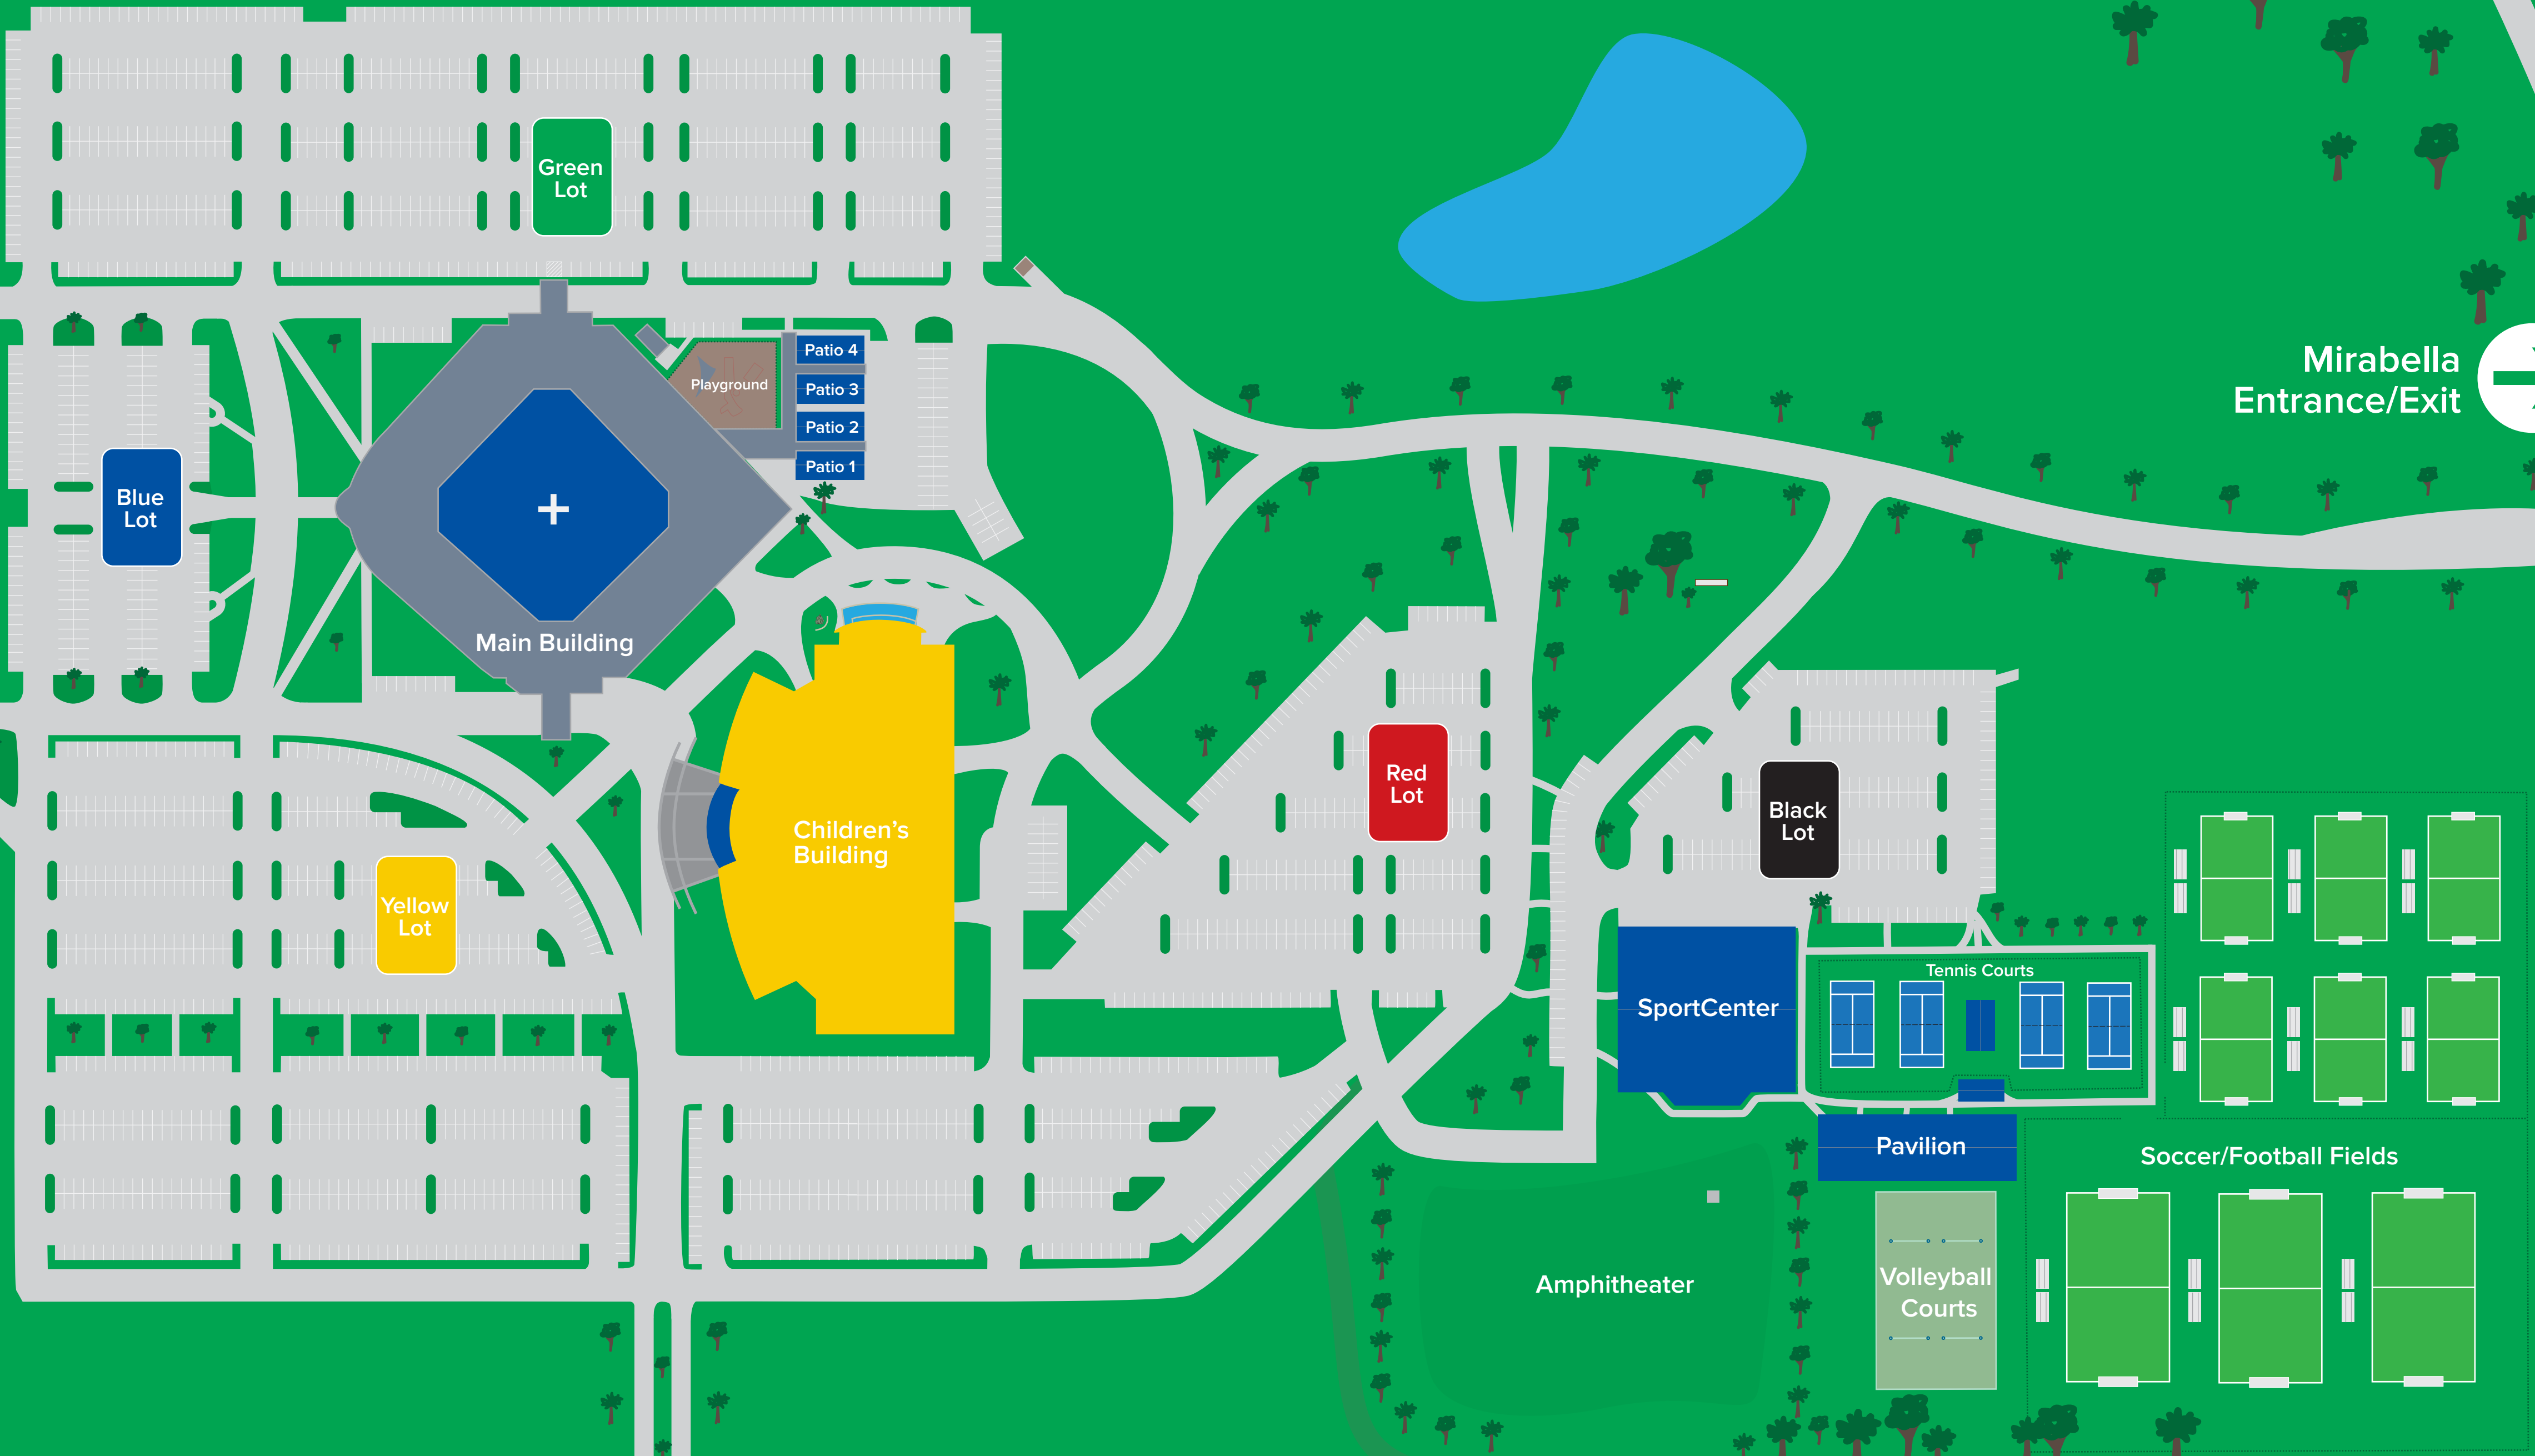 Green
Lot
Patio 4
Playground
Patio 3
Patio 2
Patio 1
Mirabella
Entrance/Exit
Blue
Lot
Main Building
Red
Lot
Black
Lot
Children's
Building
Yellow
Lot
Tennis Courts
SportCenter
Pavilion
Soccer/Football Fields
Amphitheater
Volleyball
Courts